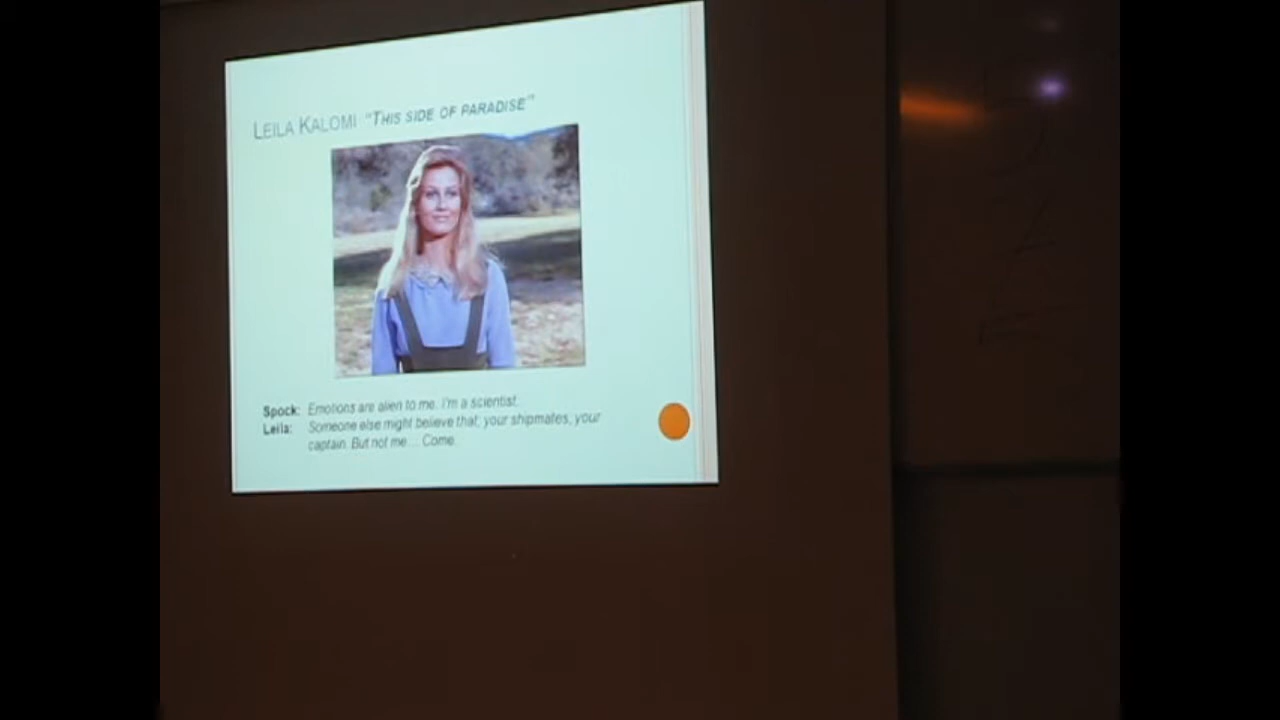 LEILA KALOMI "THIS SIDE OF PARADISE"
Spock: Emotions are alien to me. I'm a scientist.
Leila: Someone else might believe that; your shipmates, your
captain. But not me... Come.